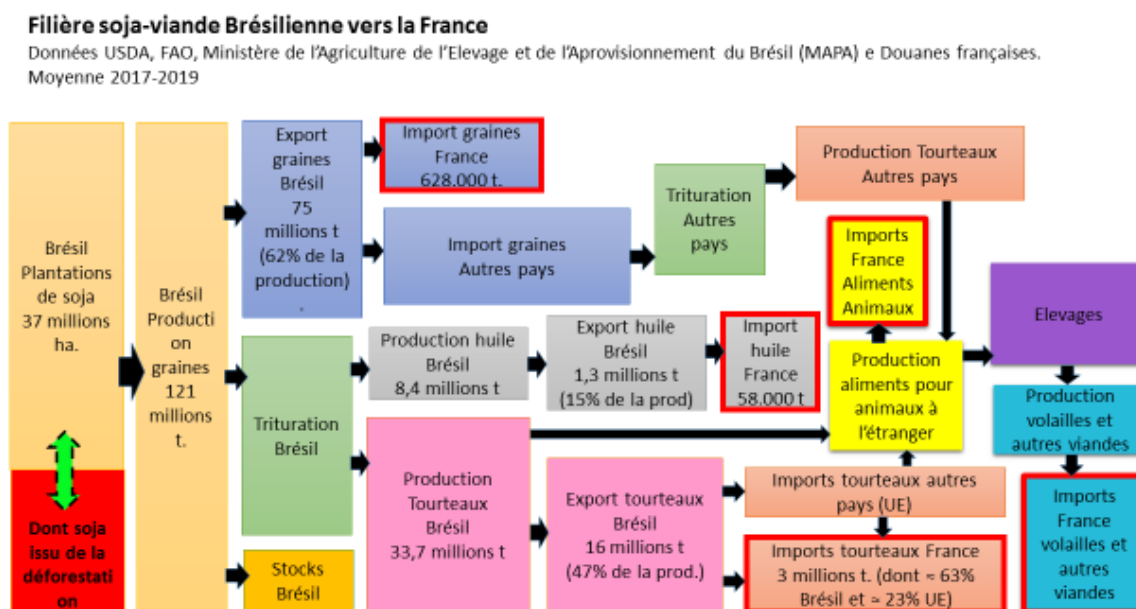 Filière soja-viande Brésilienne vers la France
Données USDA, FAO, Ministère de l'Agriculture de l'Elevage et de l'Aprovisionnement du Brésil (MAPA) e Douanes françaises.
Moyenne 2017-2019
Brésil
Plantations
de soja
37 millions
ha.
Dont soja
issu de la
déforestati
on
Brésil
Producti
on
graines
121
millions
t.
Export
graines
Brésil
75
millions t
(62% de la
production)
.
Import graines
France
628.000 t.
Import graines
Autres pays
Trituration
Autres
pays
Production Tourteaux
Autres pays
Trituration
Brésil
Production huile
Brésil
8,4 millions t
Export huile
Brésil
1,3 millions t
(15% de la prod)
Import
huile
France
58.000 t
Imports
France
Aliments
Animaux
Production
aliments pour
animaux à
l'étranger
Elevages
Production
volailles et
autres viandes
Imports
France
volailles et
autres
viandes
Production
Tourteaux
Brésil
33,7 millions t
Export tourteaux
Brésil
16 millions t
(47% de la prod.)
Imports tourteaux autres
pays (UE)
Imports tourteaux France
3 millions t. (dont ≈ 63%
Brésil et ≃ 23% UE)
Stocks
Brésil